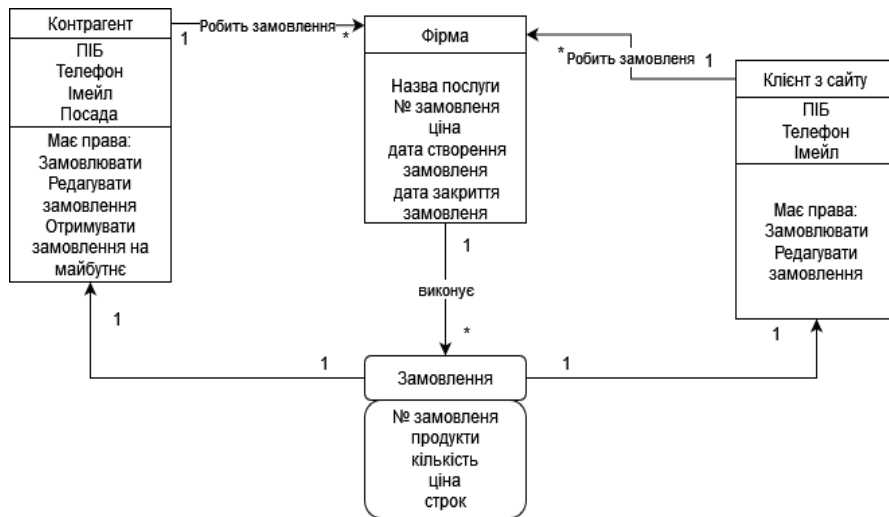 Контрагент
ПІБ
Телефон
Імейл
Посада
Має права:
Замовлювати
Редагувати
замовлення
Отримувати
замовлення на
майбутнє
1
Робить замовлення
*
Фірма
Назва послуги
№ замовленя
ціна
дата створення
замовленя
дата закриття
замовленя
*
Робить замовленя
1
Клієнт з сайту
ПІБ
Телефон
Імейл
Має права:
Замовлювати
Редагувати
замовлення
1
виконує
*
1
1
1
1
Замовлення
№ замовленя
продукти
кількість
ціна
строк